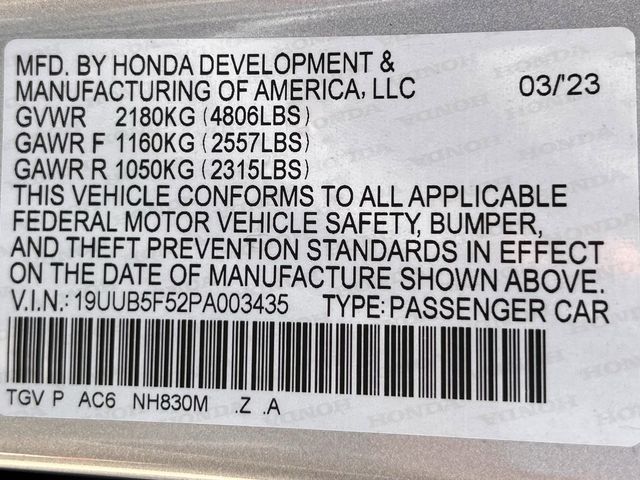 MFD. BY HONDA DEVELOPMENT &
MANUFACTURING OF AMERICA, LLC 03/'23
GVWR 2180KG (4806LBS)
GAWR F 1160KG (2557LBS)
GAWR R 1050KG (2315LBS)
THIS VEHICLE CONFORMS TO ALL APPLICABLE
FEDERAL MOTOR VEHICLE SAFETY, BUMPER,
AND THEFT PREVENTION STANDARDS IN EFFECT
ON THE DATE OF MANUFACTURE SHOWN ABOVE.
V.I.N.: 19UUB5F52PA003435 TYPE: PASSENGER CAR
TGV P AC6 NH830M .Z .A